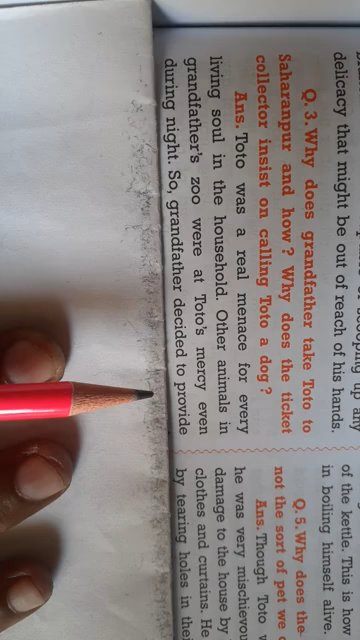 delicacy that might be out of reach of his hands.
Q. 3. Why does grandfather take Toto to
Saharanpur and how ? Why does the ticket
collector insist on calling Toto a dog ?
Ans. Toto was a real menace for every
living soul in the household. Other animals in
grandfather's zoo were at Toto's mercy even
during night. So, grandfather decided to provide
of the kettle. This is how
in boiling himself alive.
Q. 5. Why does the
not the sort of pet we
Ans. Though Toto
he was very mischievou
damage to the house by
clothes and curtains. He
by tearing holes in thei